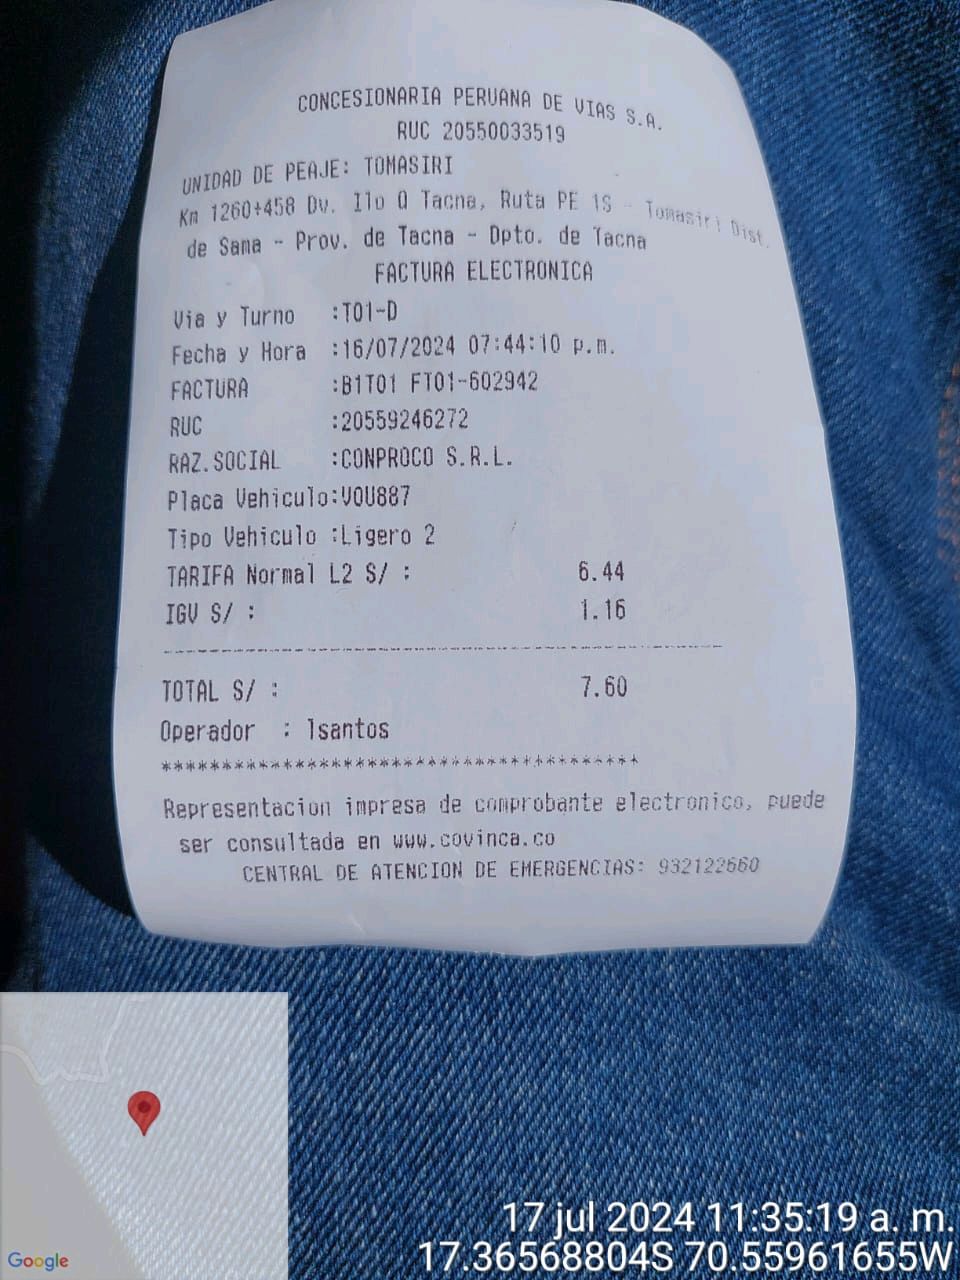 CONCESIONARIA PERUANA DE VIAS S.A.
RUC 20550033519
UNIDAD DE PEAJE: TOMASIRI
Km 1260+458 Dv. Ilo Q Tacna, Ruta PE 1S - Tomasiri Dist.
de Sama - Prov. de Tacna - Dpto. de Tacna
FACTURA ELECTRONICA
Via y Turno :T01-D
Fecha y Hora :16/07/2024 07:44:10 p.m.
FACTURA :B1T01 FT01-602942
RUC :20559246272
RAZ.SOCIAL :CONPROCO S.R.L.
Placa Vehiculo:VOU887
Tipo Vehiculo :Ligero 2
TARIFA Normal L2 S/ : 6.44
IGV S/ : 1.16
TOTAL S/ : 7.60
Operador : lsantos
****************************************
Representacion impresa de comprobante electronico, puede
ser consultada en www.covinca.co
CENTRAL DE ATENCION DE EMERGENCIAS: 932122660
Google
17 jul 2024 11:35:19 a. m.
17.36568804S 70.55961655W